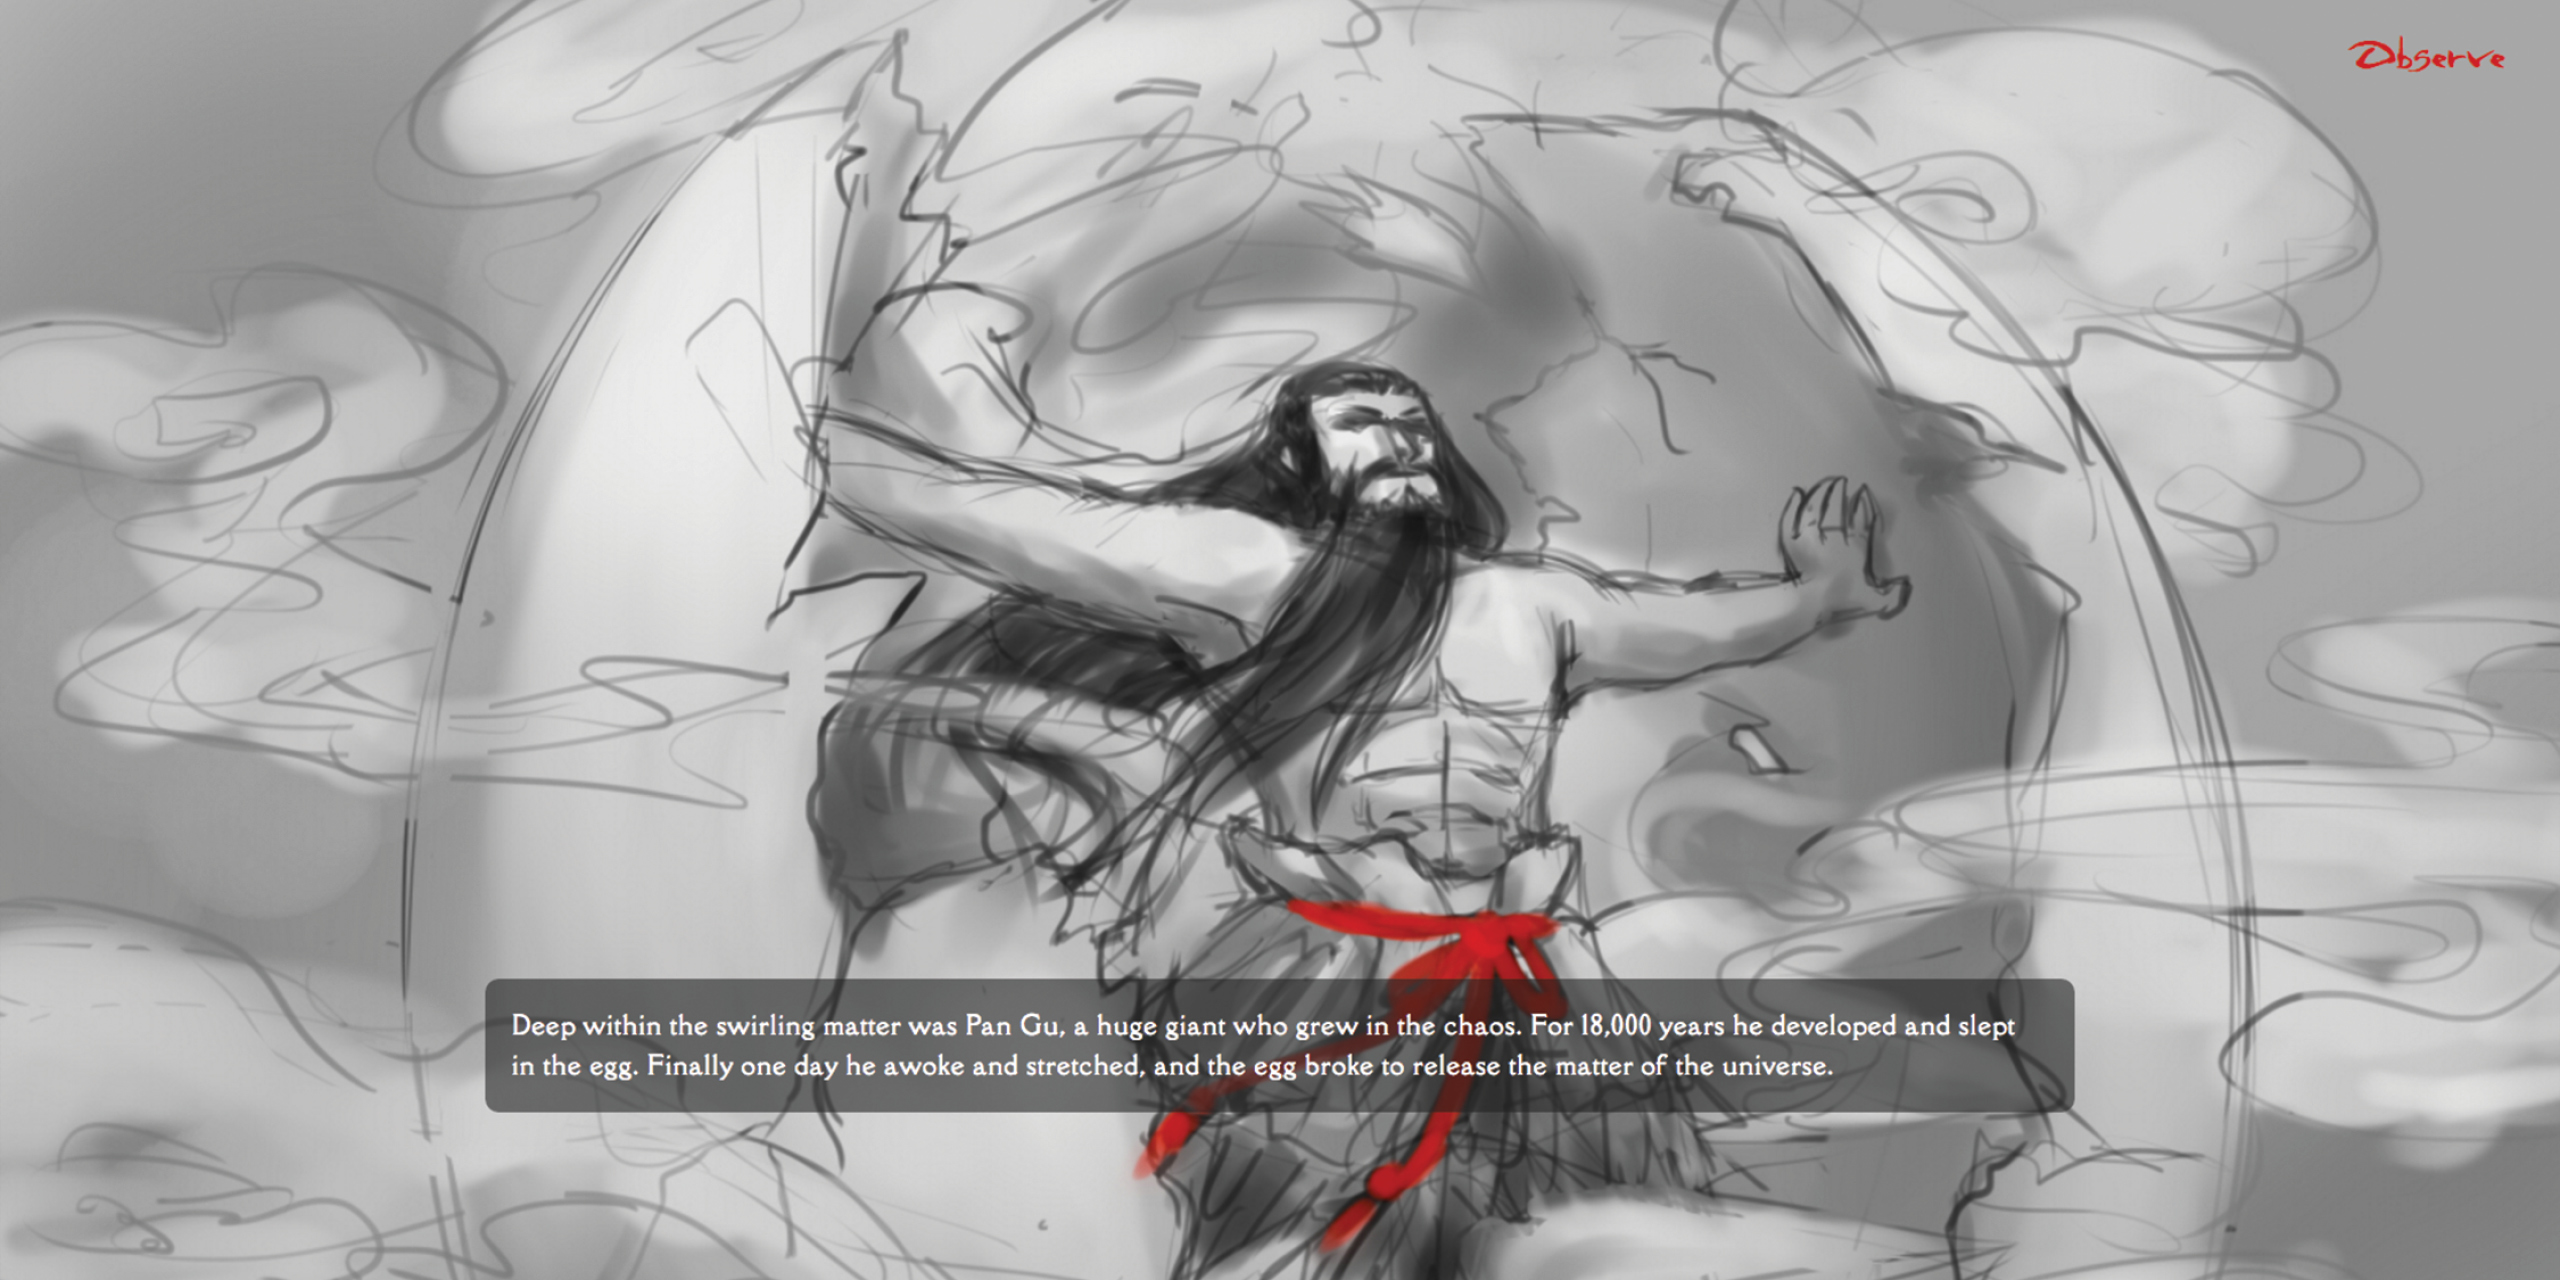 Observe
Deep within the swirling matter was Pan Gu, a huge giant who grew in the chaos. For 18,000 years he developed and slept
in the egg. Finally one day he awoke and stretched, and the egg broke to release the matter of the universe.